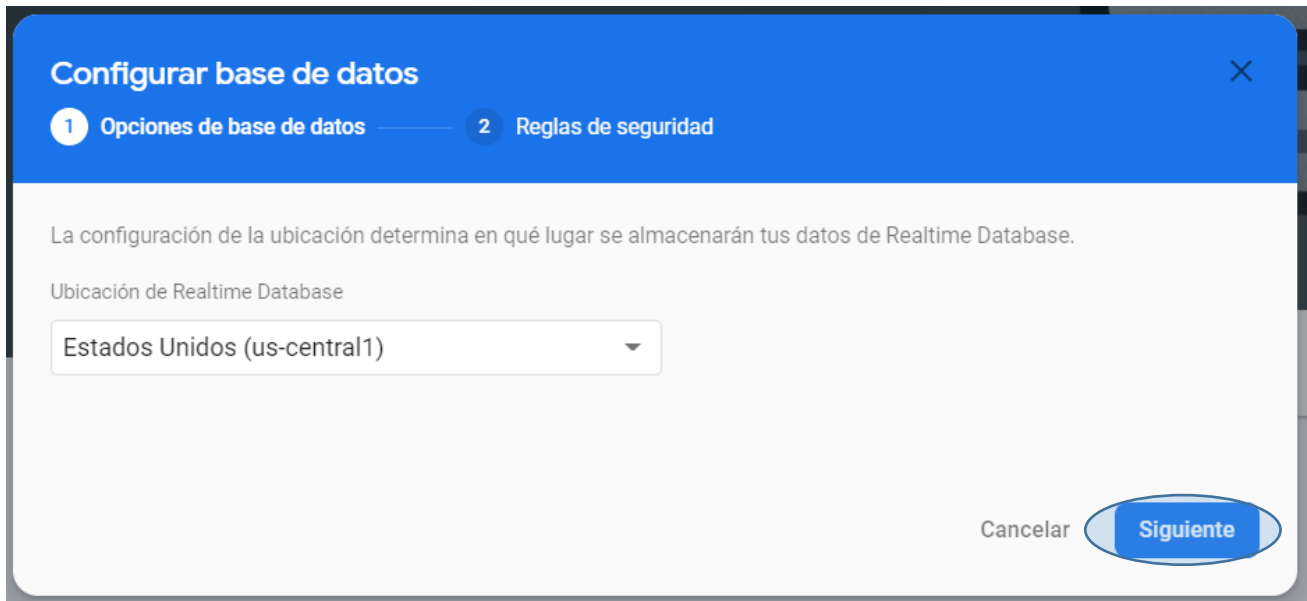 Configurar base de datos
1 Opciones de base de datos 2 Reglas de seguridad
La configuración de la ubicación determina en qué lugar se almacenarán tus datos de Realtime Database.
Ubicación de Realtime Database
Estados Unidos (us-central1)
Cancelar Siguiente